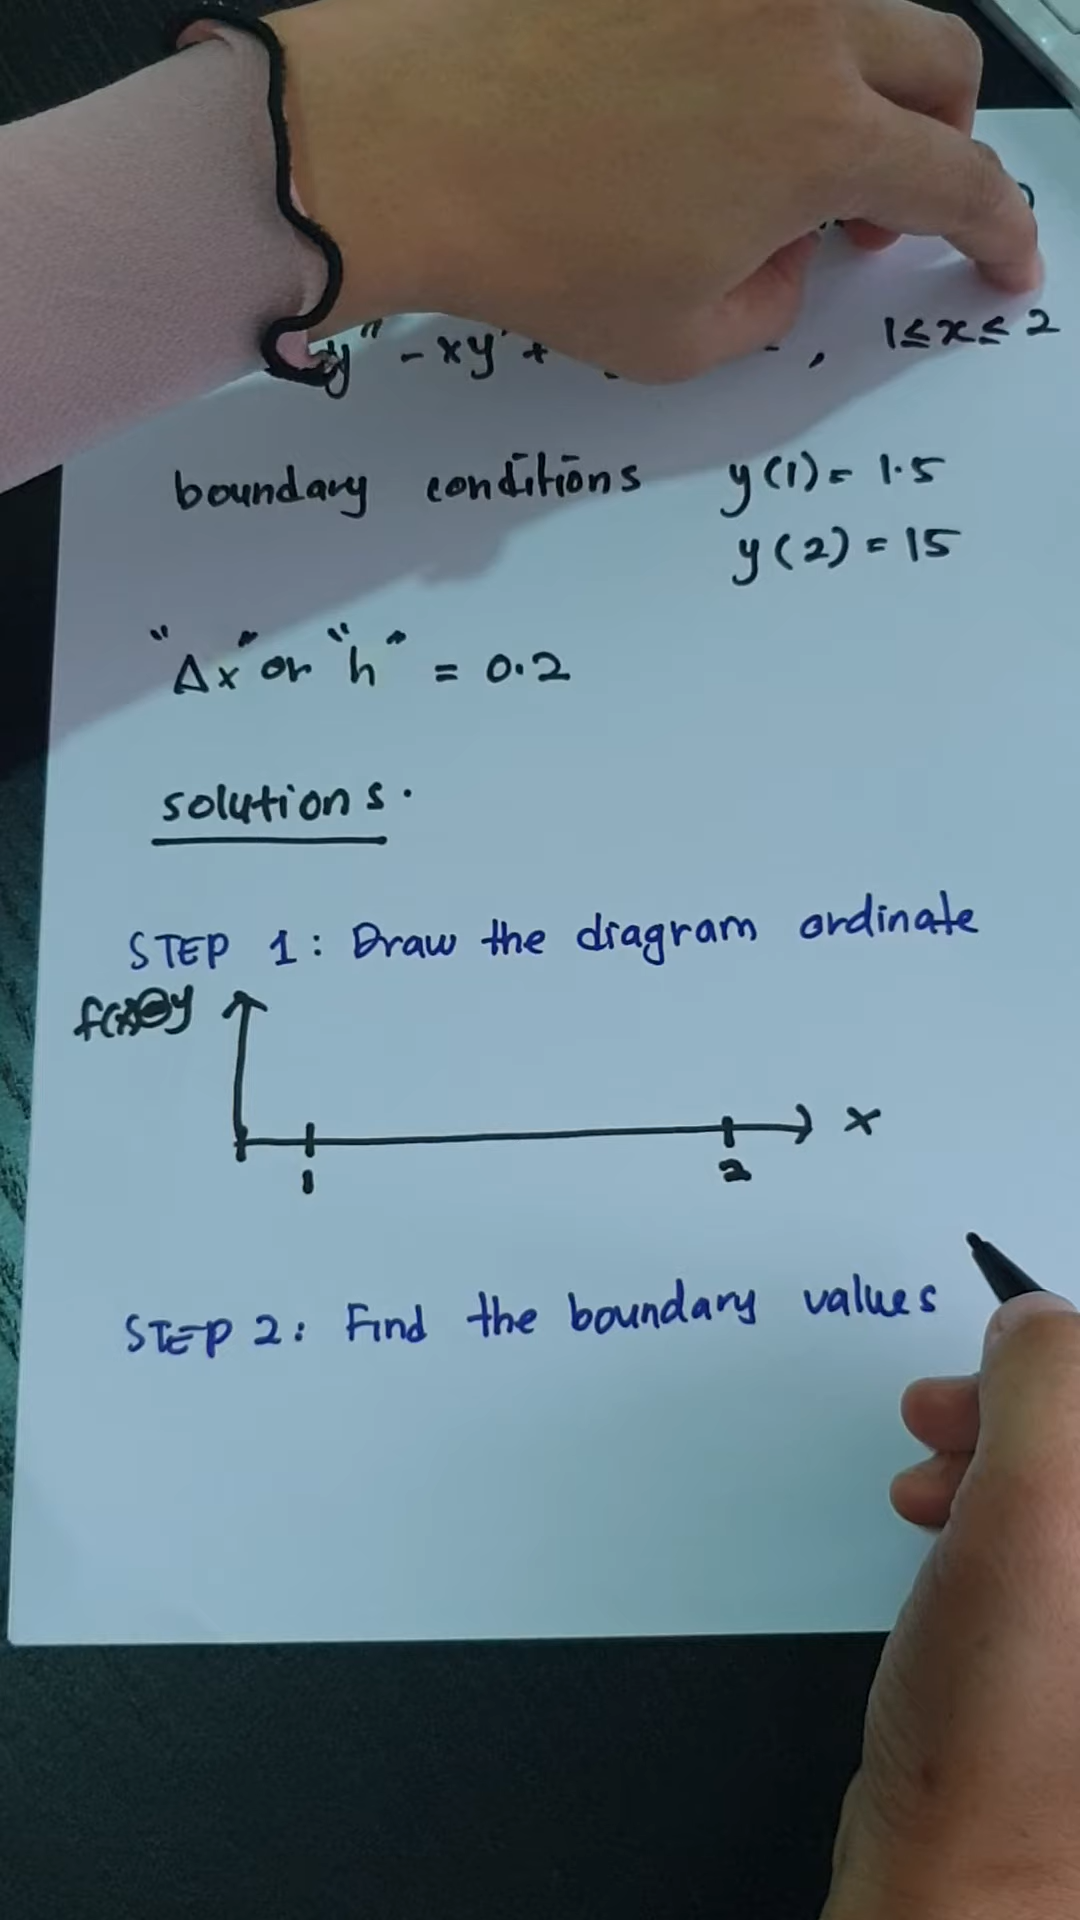 y" - xy' +     , 1≤x≤2
boundary conditions y(1) = 1.5
y(2) = 15
"Δx" or "h" = 0.2
solutions.
STEP 1: Draw the diagram ordinate
f(x) y
x
1 2
STEP 2: Find the boundary values